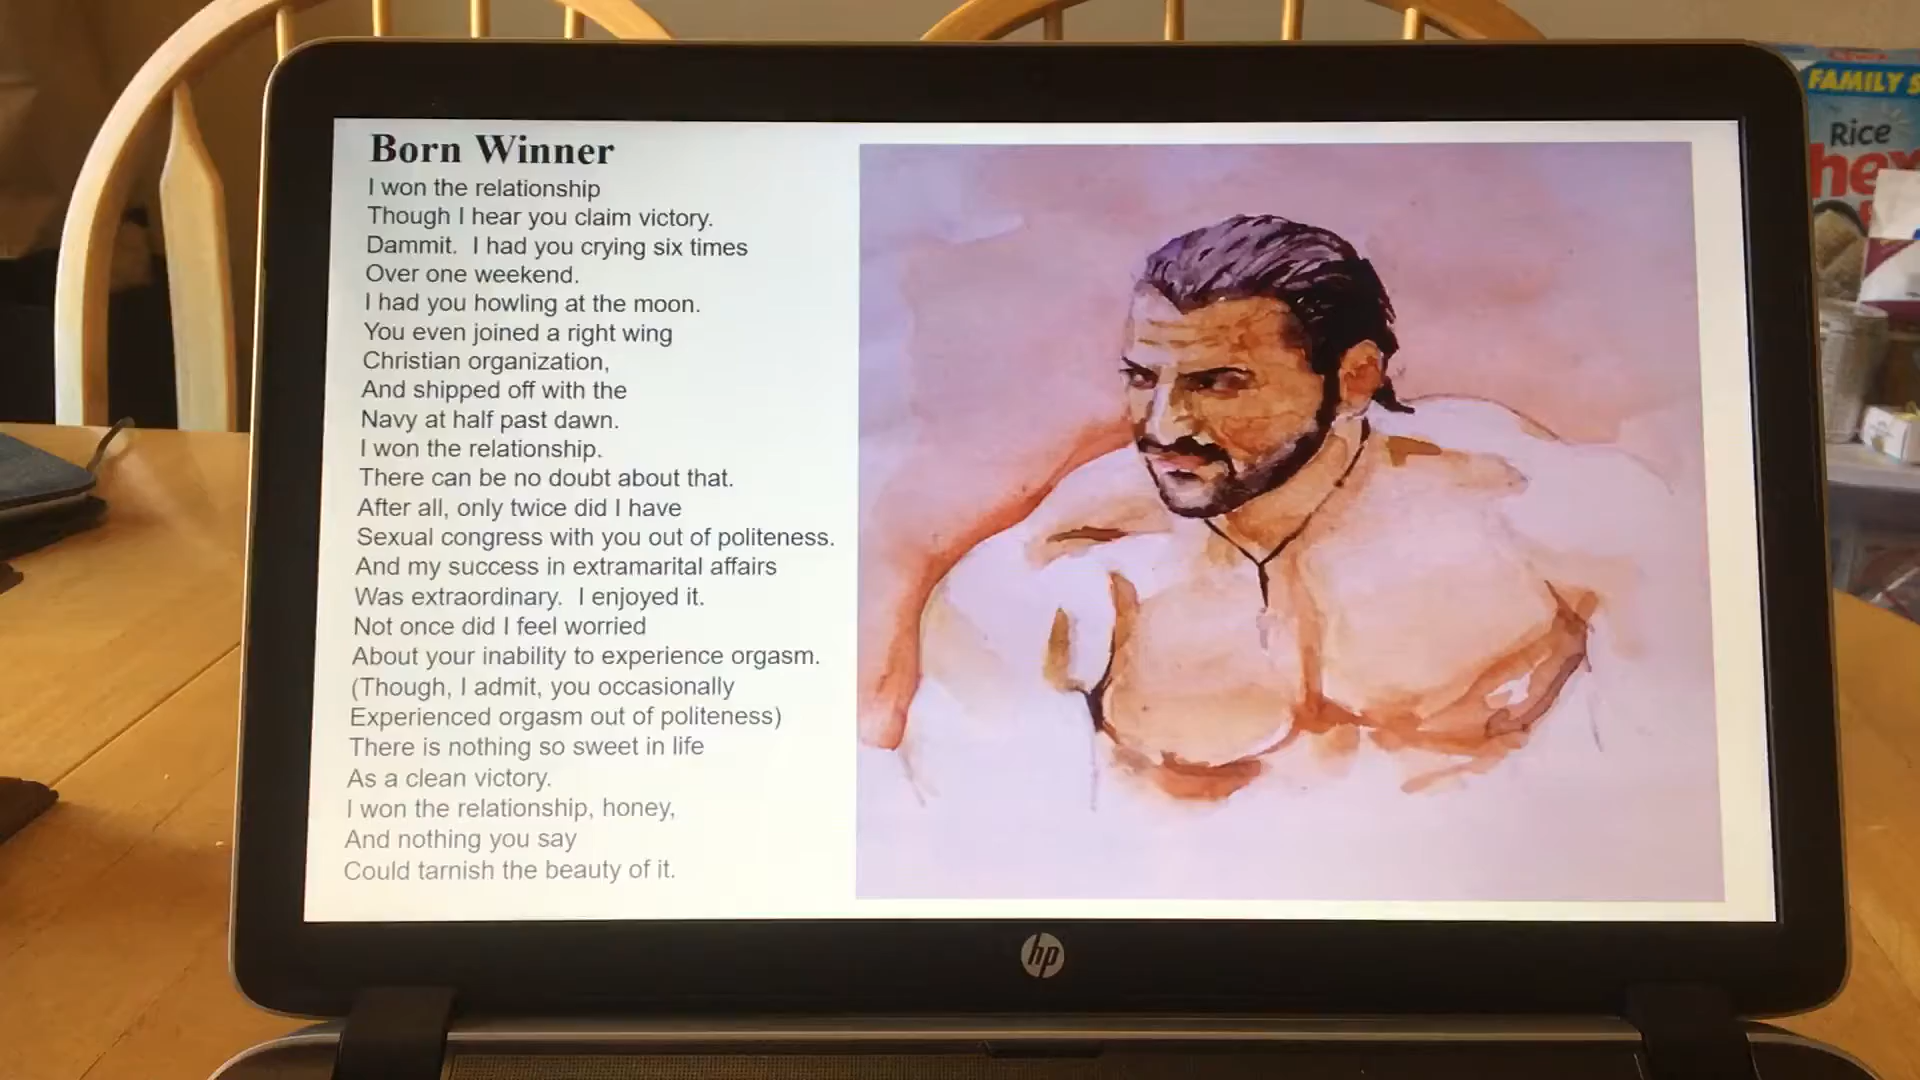 Born Winner
I won the relationship
Though I hear you claim victory.
Dammit.  I had you crying six times
Over one weekend.
I had you howling at the moon.
You even joined a right wing
Christian organization,
And shipped off with the
Navy at half past dawn.
I won the relationship.
There can be no doubt about that.
After all, only twice did I have
Sexual congress with you out of politeness.
And my success in extramarital affairs
Was extraordinary.  I enjoyed it.
Not once did I feel worried
About your inability to experience orgasm.
(Though, I admit, you occasionally
Experienced orgasm out of politeness)
There is nothing so sweet in life
As a clean victory.
I won the relationship, honey,
And nothing you say
Could tarnish the beauty of it.
hp
FAMILY S
Rice
hex